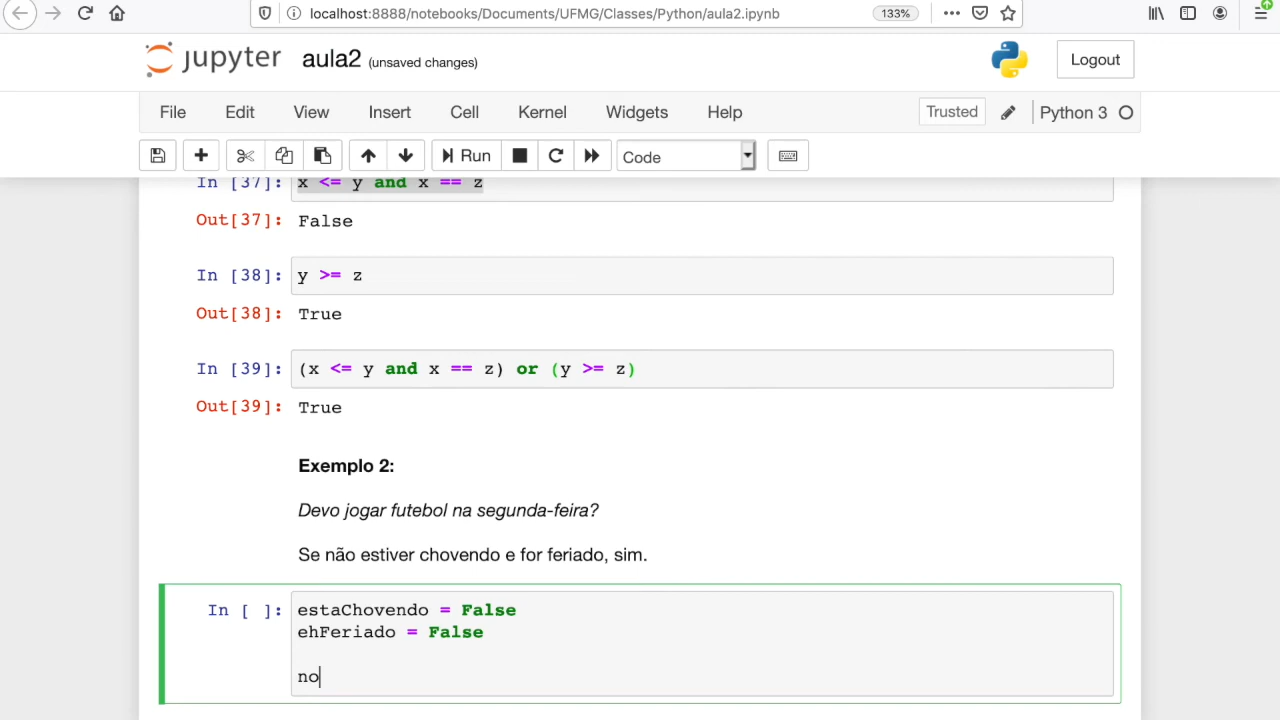 localhost:8888/notebooks/Documents/UFMG/Classes/Python/aula2.ipynb 133%
jupyter aula2 (unsaved changes) Logout
File Edit View Insert Cell Kernel Widgets Help Trusted Python 3
Run Code
In [37]: x <= y and x == z
Out[37]: False
In [38]: y >= z
Out[38]: True
In [39]: (x <= y and x == z) or (y >= z)
Out[39]: True
Exemplo 2:
Devo jogar futebol na segunda-feira?
Se não estiver chovendo e for feriado, sim.
In [ ]: estaChovendo = False
ehFeriado = False
no